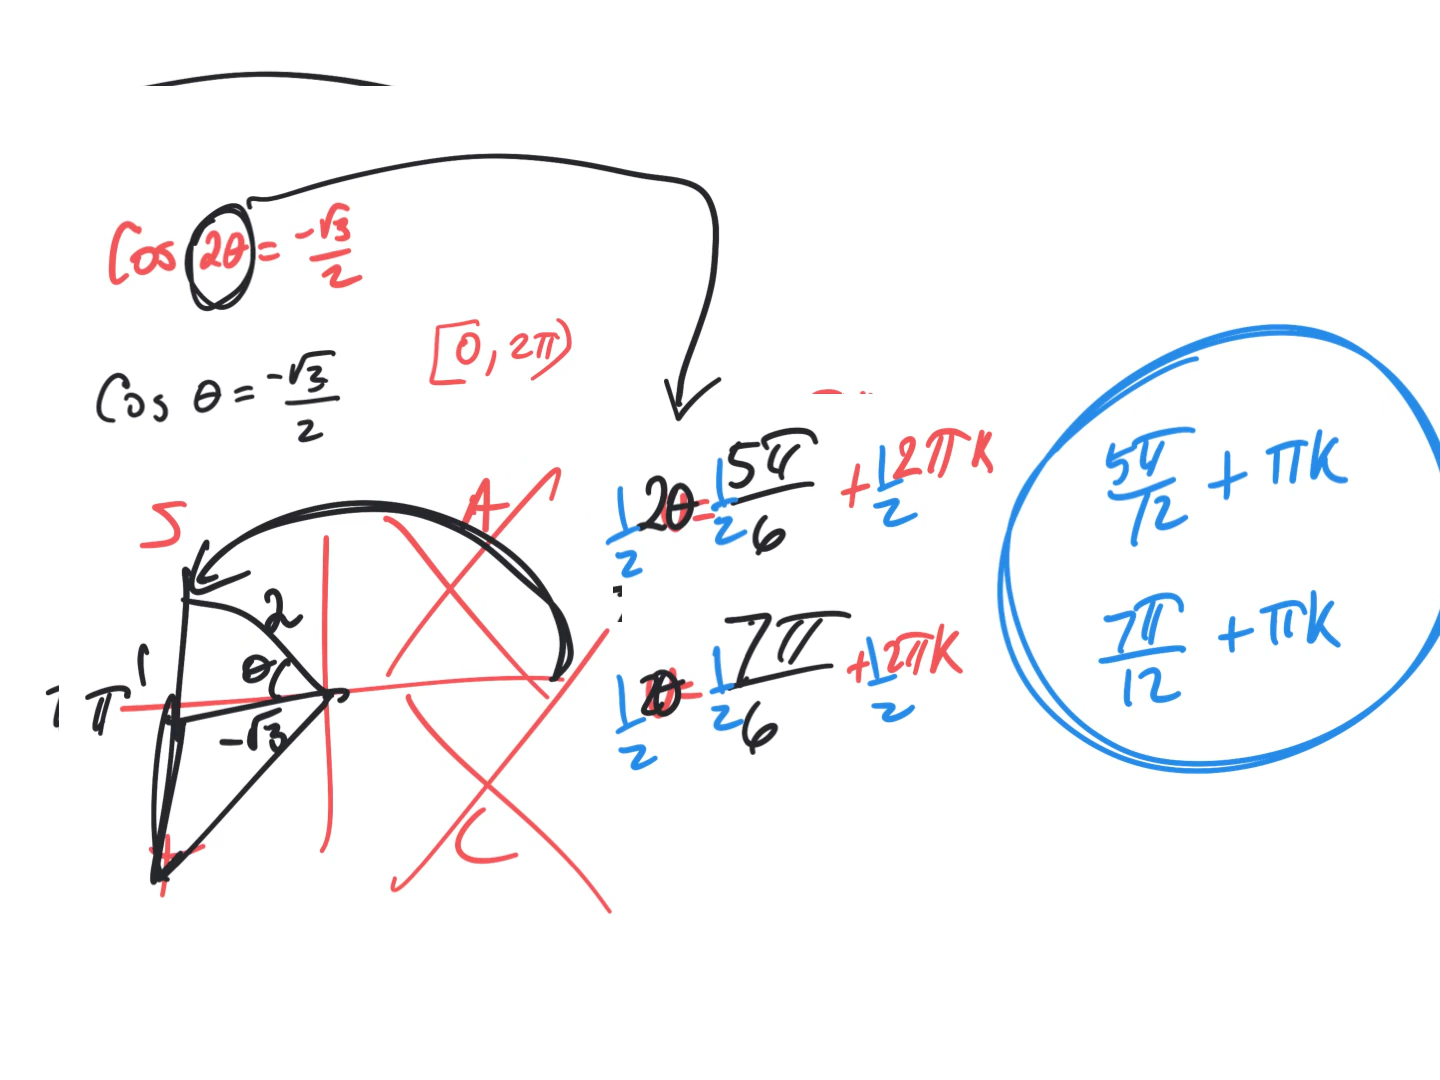 Cos 2θ = -√3/2
Cos θ = -√3/2
[0, 2π)
S
A
1/2 2θ = 1/2 5π/6 + 1/2 2πK
5π/12 + πK
1/2 2θ = 1/2 7π/6 + 1/2 2πK
7π/12 + πK
2
1
θ
π
-√3
T
C